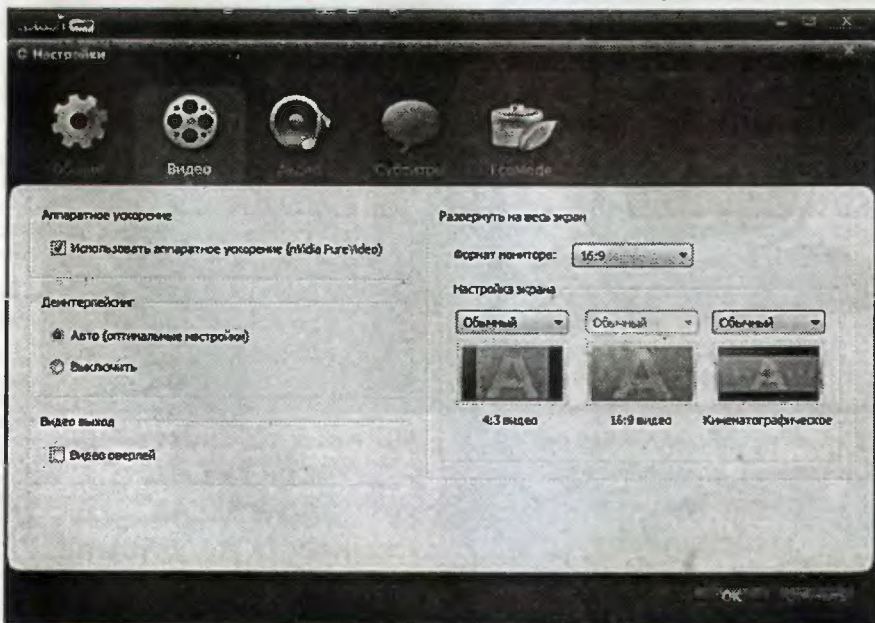 Настройки
Видео
Субтитры
EcoMode
Аппаратное ускорение
Использовать аппаратное ускорение (nVidia PureVideo)
Деинтерлейсинг
Авто (оптимальные настройки)
Выключить
Видео выход
Видео оверлей
Развернуть на весь экран
Формат монитора:
16:9
Настройка экрана
Обычный
Обычный
Обычный
4:3 видео
16:9 видео
Кинематографическое
OK